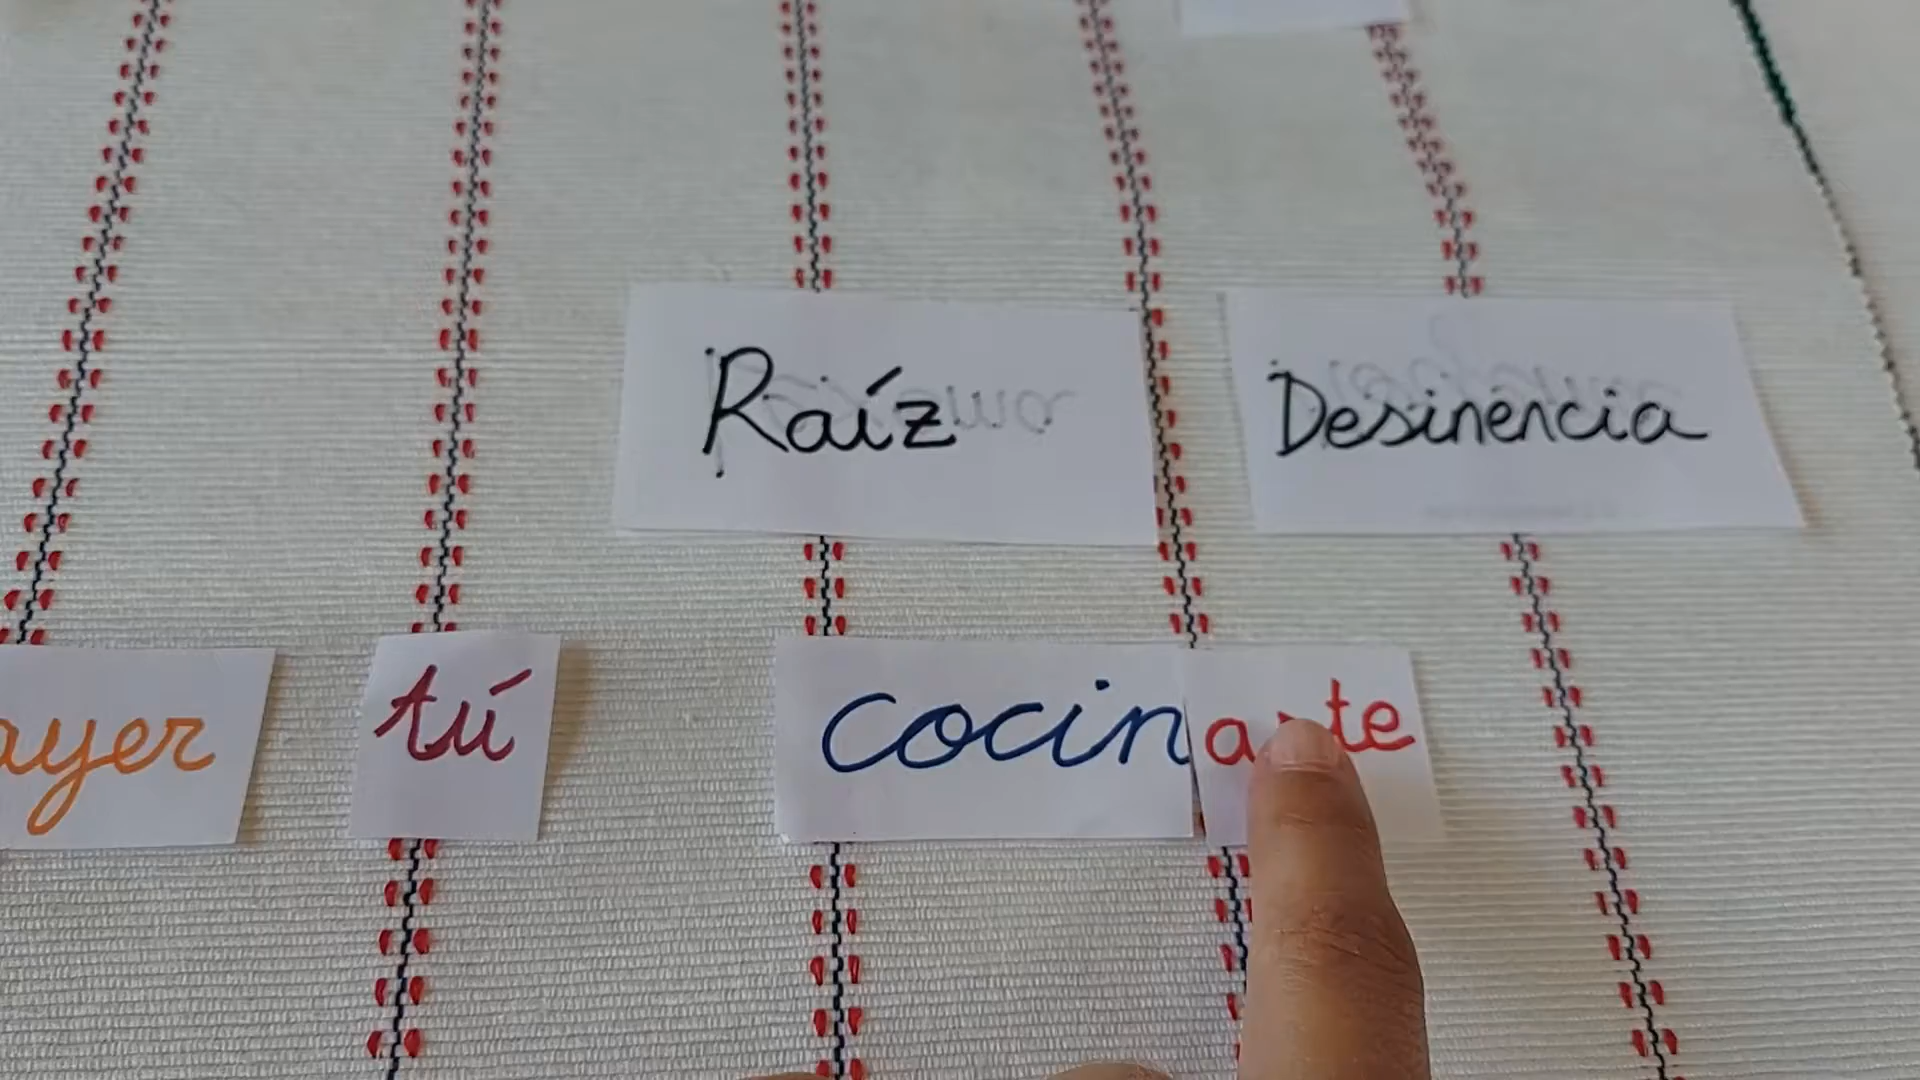 Raíz
Desinencia
ayer
tú
cocin